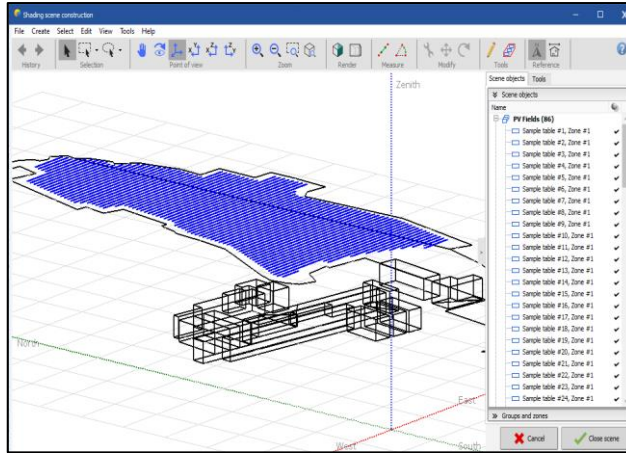 Shading scene construction
File Create Select Edit View Tools Help
History Selection Point of view Zoom Render Measure Modify Tools Reference
Zenith
North
East
West
South
Scene objects Tools
Scene objects
Name
PV Fields (86)
Sample table #1, Zone #1
Sample table #2, Zone #1
Sample table #3, Zone #1
Sample table #4, Zone #1
Sample table #5, Zone #1
Sample table #6, Zone #1
Sample table #7, Zone #1
Sample table #8, Zone #1
Sample table #9, Zone #1
Sample table #10, Zone #1
Sample table #11, Zone #1
Sample table #12, Zone #1
Sample table #13, Zone #1
Sample table #14, Zone #1
Sample table #15, Zone #1
Sample table #16, Zone #1
Sample table #17, Zone #1
Sample table #18, Zone #1
Sample table #19, Zone #1
Sample table #20, Zone #1
Sample table #21, Zone #1
Sample table #22, Zone #1
Sample table #23, Zone #1
Sample table #24, Zone #1
Groups and zones
Cancel Close scene